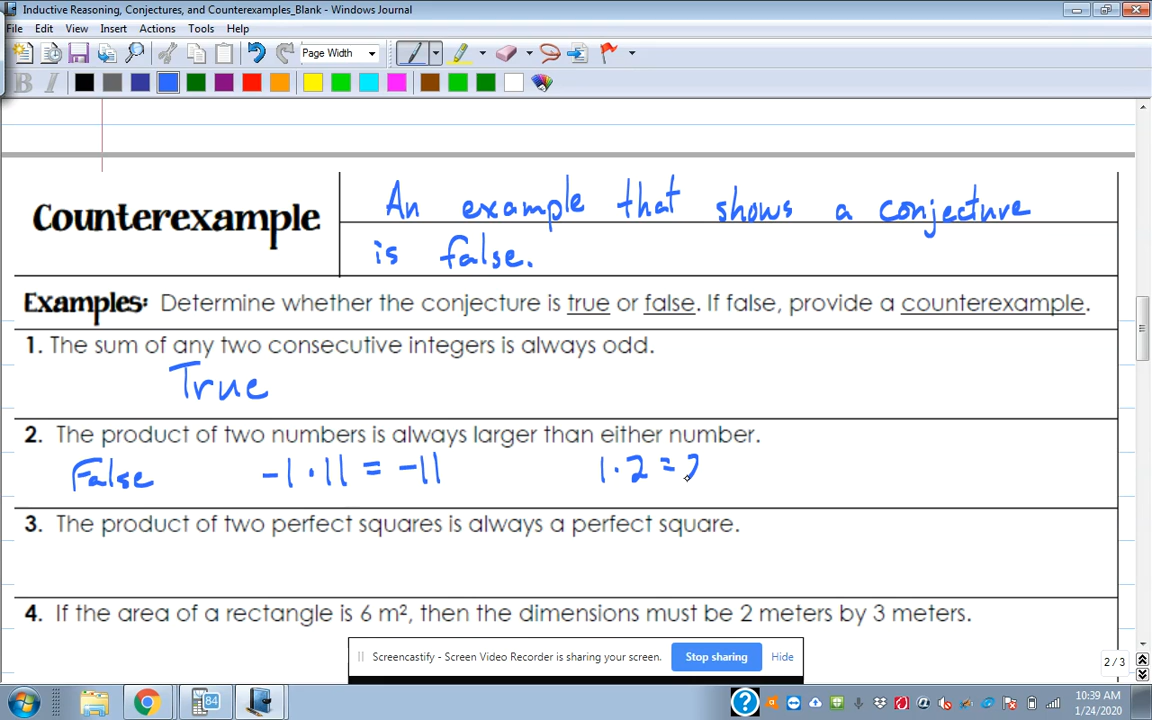 Inductive Reasoning, Conjectures, and Counterexamples_Blank - Windows Journal
File Edit View Insert Actions Tools Help
Page Width
B I
Counterexample
An example that shows a conjecture
is false.
Examples: Determine whether the conjecture is true or false. If false, provide a counterexample.
1. The sum of any two consecutive integers is always odd.
True
2. The product of two numbers is always larger than either number.
False -1 · 11 = -11 1 · 2 = 2
3. The product of two perfect squares is always a perfect square.
4. If the area of a rectangle is 6 m², then the dimensions must be 2 meters by 3 meters.
Screencastify - Screen Video Recorder is sharing your screen. Stop sharing Hide
2 / 3
84
10:39 AM
1/24/2020